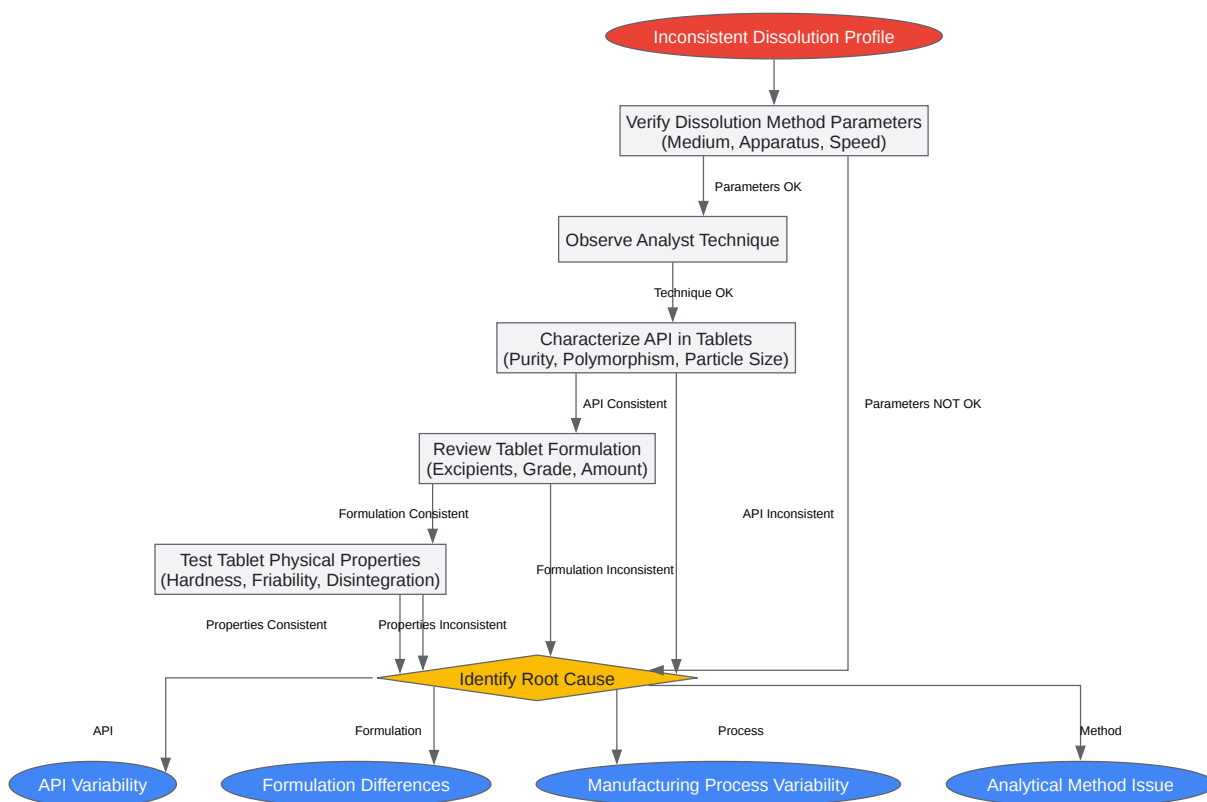 Inconsistent Dissolution Profile
Verify Dissolution Method Parameters
(Medium, Apparatus, Speed)
Parameters OK
Observe Analyst Technique
Technique OK
Characterize API in Tablets
(Purity, Polymorphism, Particle Size)
API Consistent
Parameters NOT OK
Review Tablet Formulation
(Excipients, Grade, Amount)
Formulation Consistent
API Inconsistent
Test Tablet Physical Properties
(Hardness, Friability, Disintegration)
Formulation Inconsistent
Properties Consistent
Properties Inconsistent
Identify Root Cause
API
Formulation
Process
Method
API Variability
Formulation Differences
Manufacturing Process Variability
Analytical Method Issue